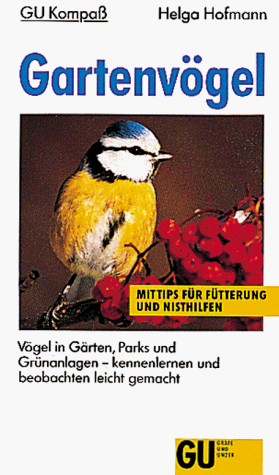 GU Kompaß Helga Hofmann
Gartenvögel
MIT TIPS FÜR FÜTTERUNG
UND NISTHILFEN
Vögel in Gärten, Parks und
Grünanlagen – kennenlernen und
beobachten leicht gemacht
GU GRÄFE
UND
UNZER